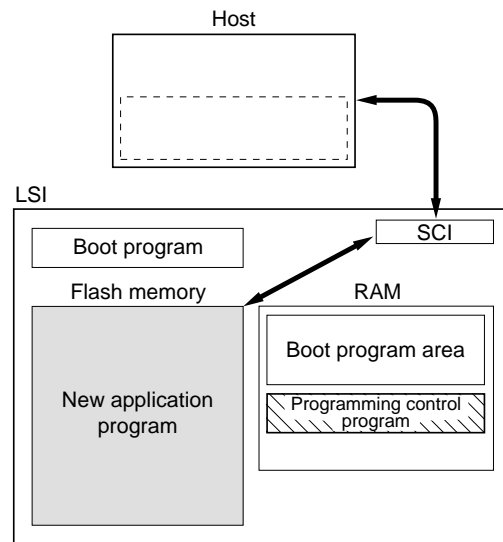 Host
LSI
SCI
Boot program
Flash memory
RAM
Boot program area
New application
program
Programming control
program